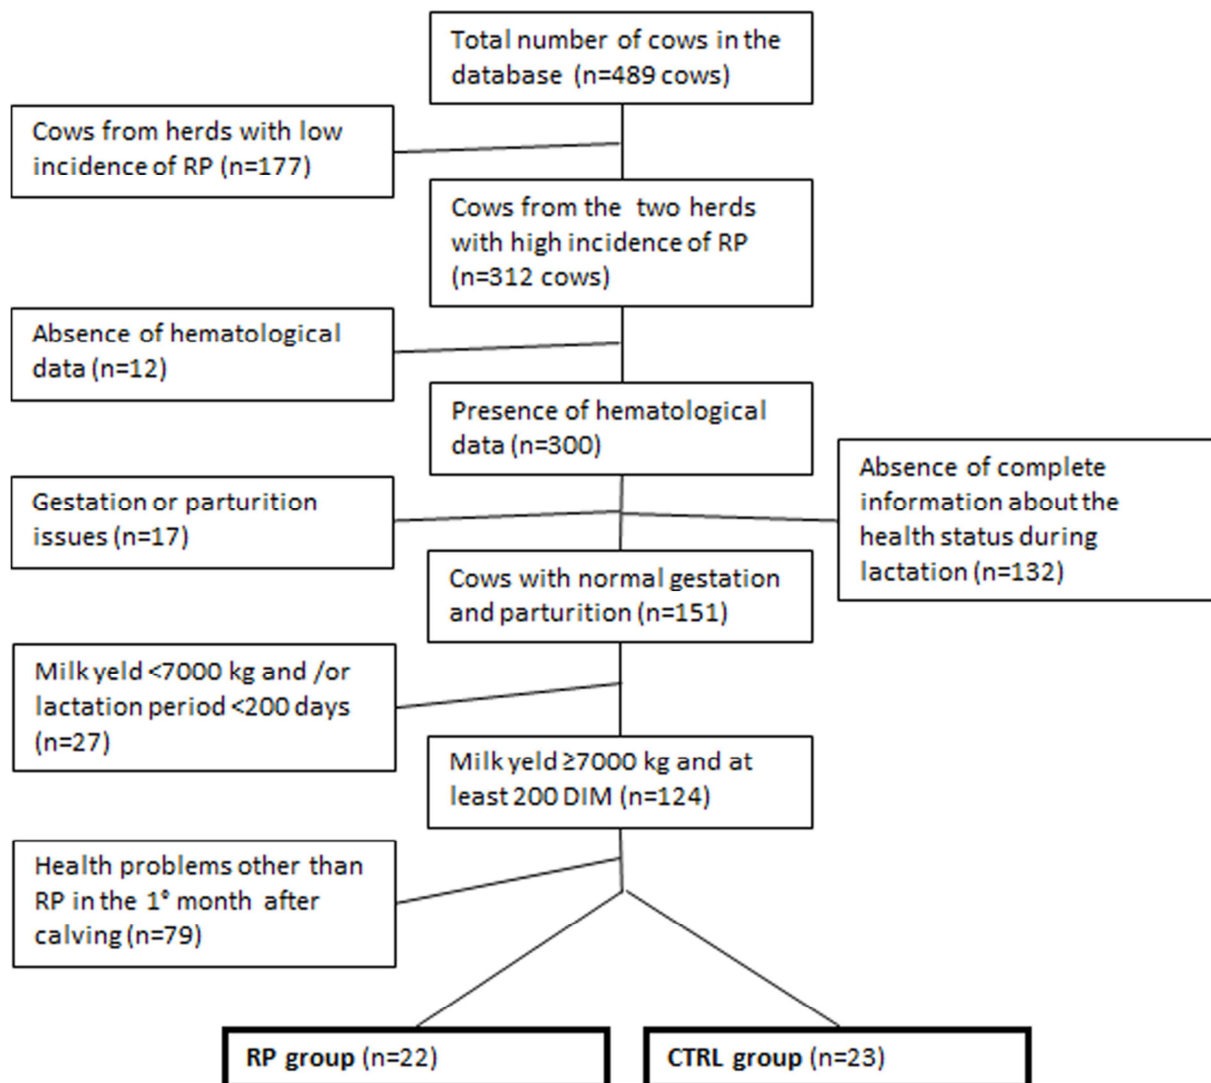 Total number of cows in the
database (n=489 cows)
Cows from herds with low
incidence of RP (n=177)
Cows from the two herds
with high incidence of RP
(n=312 cows)
Absence of hematological
data (n=12)
Presence of hematological
data (n=300)
Absence of complete
information about the
health status during
lactation (n=132)
Gestation or parturition
issues (n=17)
Cows with normal gestation
and parturition (n=151)
Milk yeld <7000 kg and /or
lactation period <200 days
(n=27)
Milk yeld ≥7000 kg and at
least 200 DIM (n=124)
Health problems other than
RP in the 1° month after
calving (n=79)
RP group (n=22)
CTRL group (n=23)